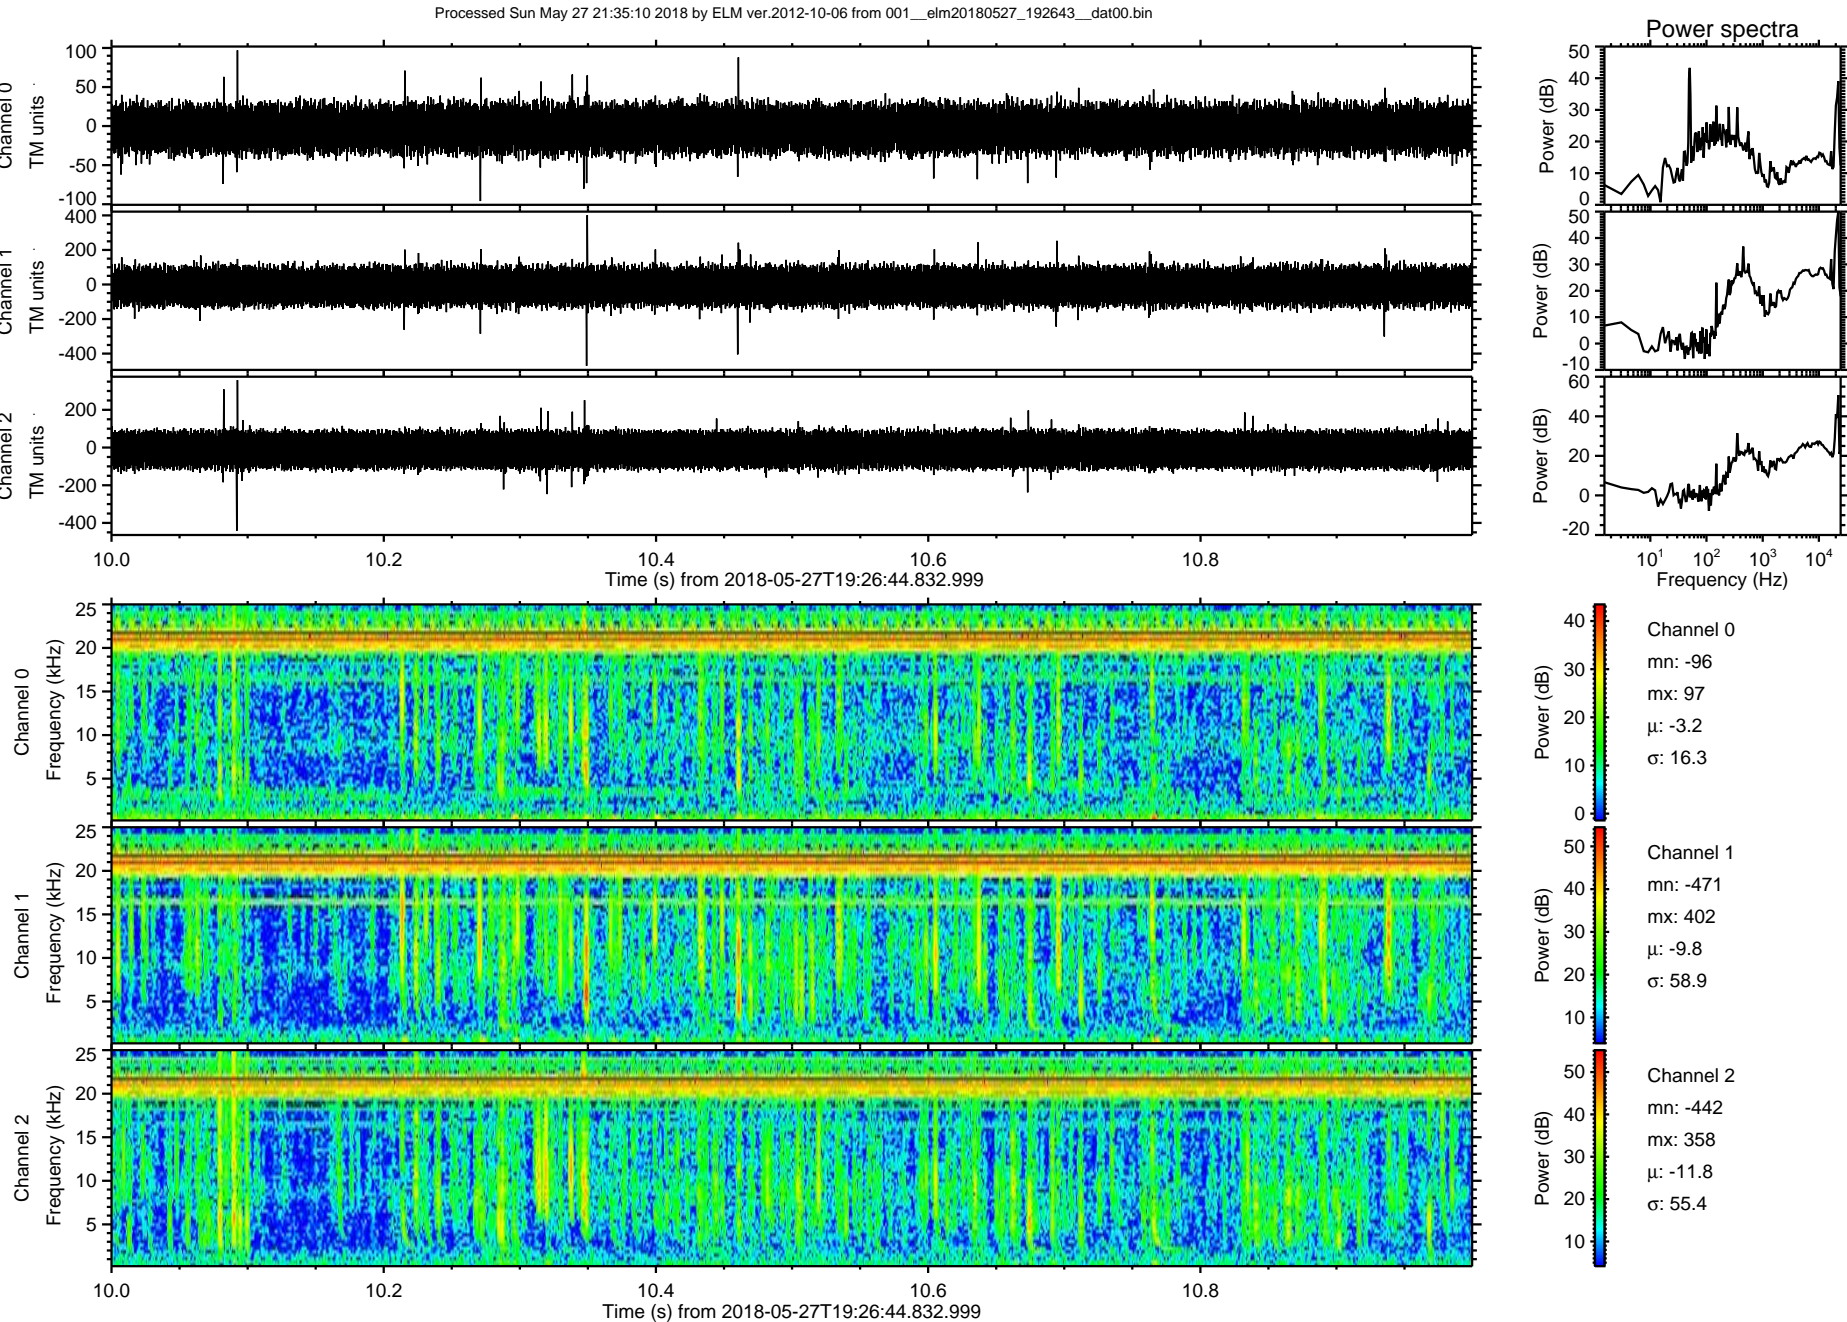 Processed Sun May 27 21:35:10 2018 by ELM ver.2012-10-06 from 001__elm20180527_192643__dat00.bin
Power spectra
Channel 0
TM units
100
50
0
-50
-100
Power (dB)
50
40
30
20
10
0
Channel 1
TM units
400
200
0
-200
-400
Power (dB)
50
40
30
20
10
0
-10
Channel 2
TM units
200
0
-200
-400
Power (dB)
60
40
20
0
-20
10.0 10.2 10.4 10.6 10.8
Time (s) from 2018-05-27T19:26:44.832.999
10¹ 10² 10³ 10⁴
Frequency (Hz)
Channel 0
Frequency (kHz)
25
20
15
10
5
Power (dB)
40
30
20
10
0
Channel 0
mn: -96
mx: 97
μ: -3.2
σ: 16.3
Channel 1
Frequency (kHz)
25
20
15
10
5
Power (dB)
50
40
30
20
10
Channel 1
mn: -471
mx: 402
μ: -9.8
σ: 58.9
Channel 2
Frequency (kHz)
25
20
15
10
5
Power (dB)
50
40
30
20
10
Channel 2
mn: -442
mx: 358
μ: -11.8
σ: 55.4
10.0 10.2 10.4 10.6 10.8
Time (s) from 2018-05-27T19:26:44.832.999